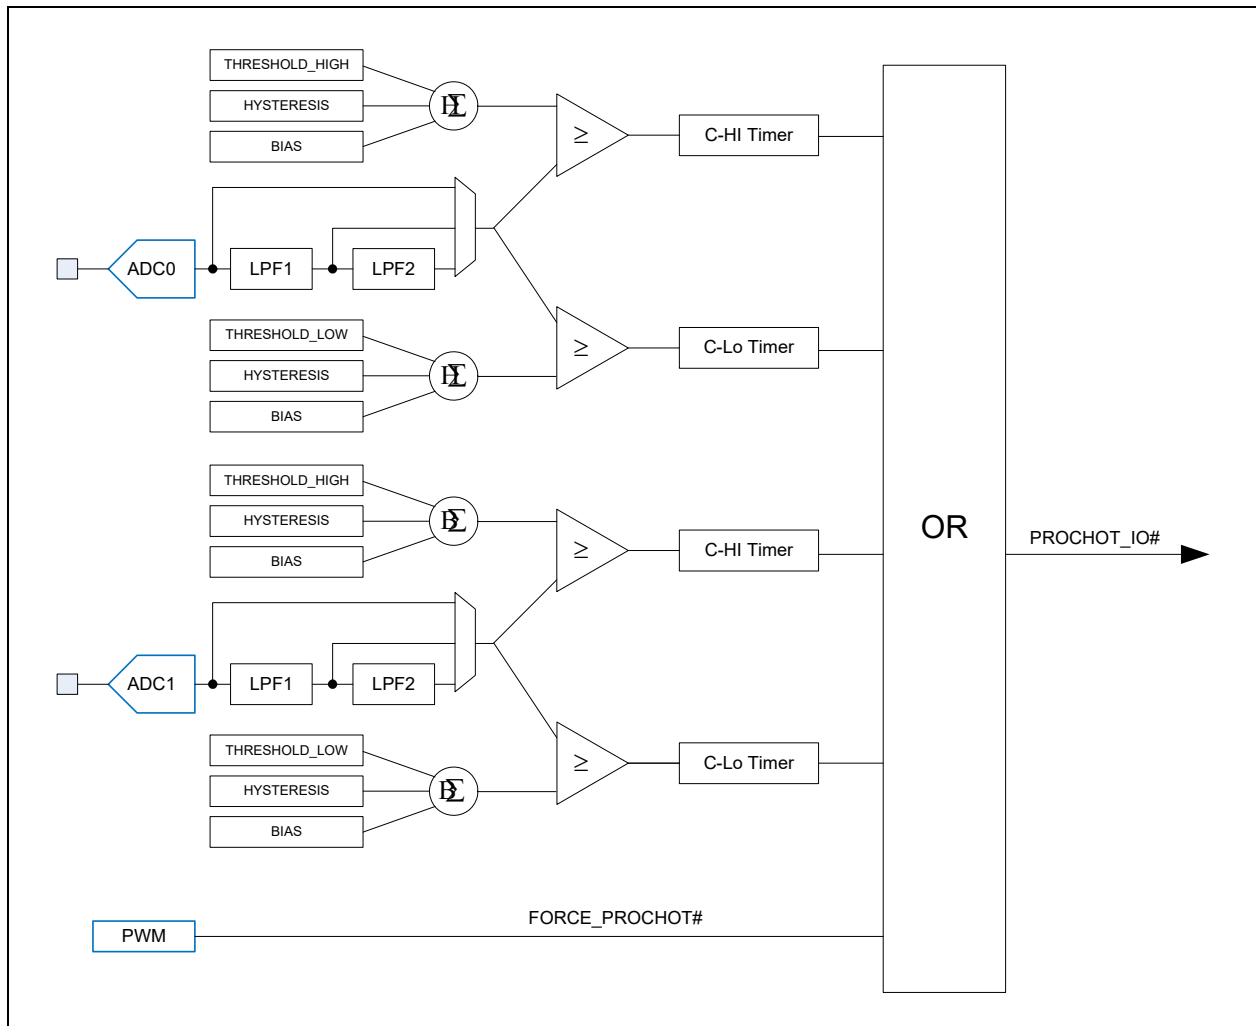 THRESHOLD_HIGH
HYSTERESIS
BIAS
Σ
≥
C-HI Timer
ADC0
LPF1
LPF2
THRESHOLD_LOW
HYSTERESIS
BIAS
Σ
≥
C-Lo Timer
THRESHOLD_HIGH
HYSTERESIS
BIAS
Σ
≥
C-HI Timer
OR
PROCHOT_IO#
ADC1
LPF1
LPF2
THRESHOLD_LOW
HYSTERESIS
BIAS
Σ
≥
C-Lo Timer
PWM
FORCE_PROCHOT#